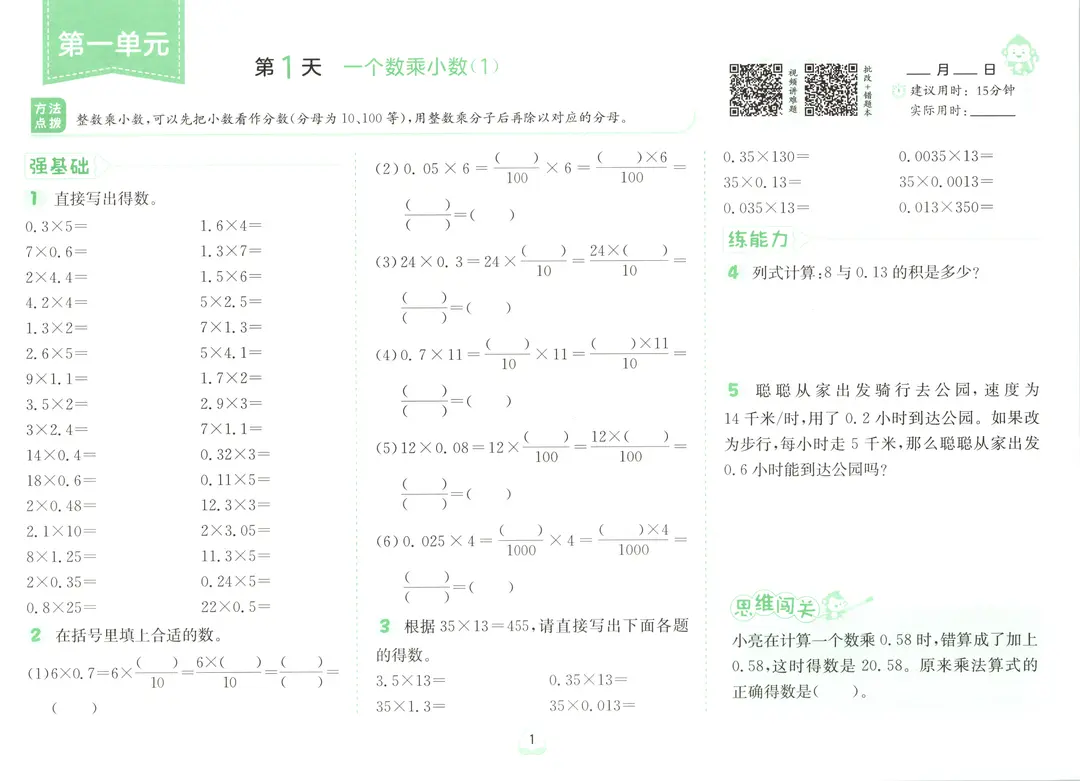 第一单元
第1天 一个数乘小数(1)
视频讲难题
批改+错题本
__月__日
建议用时：15分钟
实际用时：______
方法点拨
整数乘小数,可以先把小数看作分数(分母为10、100等),用整数乘分子后再除以对应的分母。
强基础
1 直接写出得数。
0.3×5= 1.6×4=
7×0.6= 1.3×7=
2×4.4= 1.5×6=
4.2×4= 5×2.5=
1.3×2= 7×1.3=
2.6×5= 5×4.1=
9×1.1= 1.7×2=
3.5×2= 2.9×3=
3×2.4= 7×1.1=
14×0.4= 0.32×3=
18×0.6= 0.11×5=
2×0.48= 12.3×3=
2.1×10= 2×3.05=
8×1.25= 11.3×5=
2×0.35= 0.24×5=
0.8×25= 22×0.5=
2 在括号里填上合适的数。
(1)6×0.7=6×( )/10=6×( )/10=( )/( )=
( )
(2)0.05×6=( )/100×6=( )×6/100=
( )/( )=( )
(3)24×0.3=24×( )/10=24×( )/10=
( )/( )=( )
(4)0.7×11=( )/10×11=( )×11/10=
( )/( )=( )
(5)12×0.08=12×( )/100=12×( )/100=
( )/( )=( )
(6)0.025×4=( )/1000×4=( )×4/1000=
( )/( )=( )
3 根据35×13=455,请直接写出下面各题
的得数。
3.5×13= 0.35×13=
35×1.3= 35×0.013=
0.35×130= 0.0035×13=
35×0.13= 35×0.0013=
0.035×13= 0.013×350=
练能力
4 列式计算:8与0.13的积是多少?
5 聪聪从家出发骑行去公园,速度为
14千米/时,用了0.2小时到达公园。如果改
为步行,每小时走5千米,那么聪聪从家出发
0.6小时能到达公园吗?
思维闯关
小亮在计算一个数乘0.58时,错算成了加上
0.58,这时得数是20.58。原来乘法算式的
正确得数是( )。
1